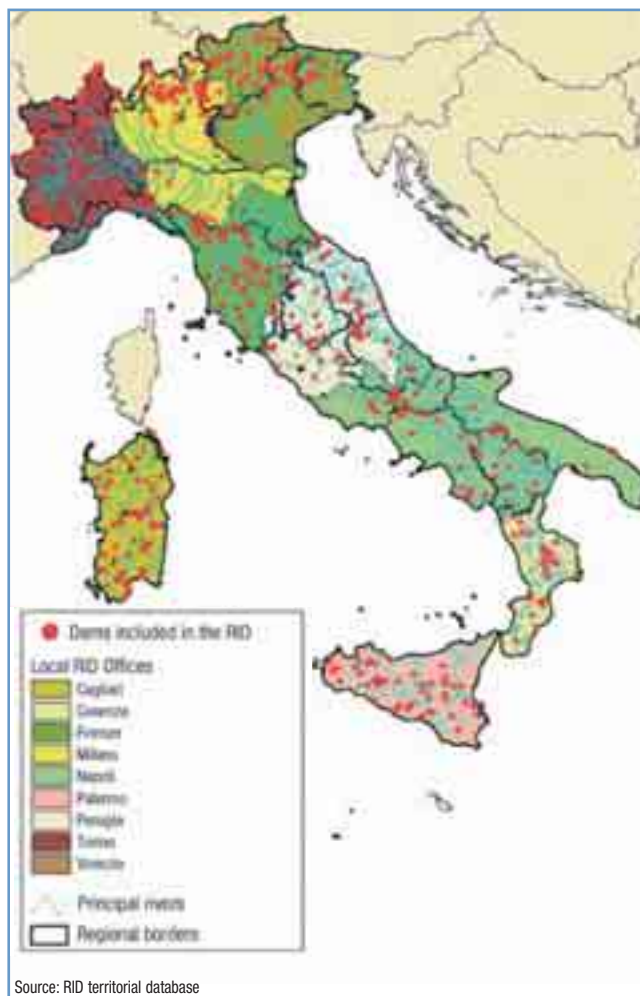 Dams included in the RID
Local RID Offices
Cagliari
Cosenza
Firenze
Milano
Napoli
Palermo
Perugia
Torino
Venezia
Principal rivers
Regional borders
Source: RID territorial database